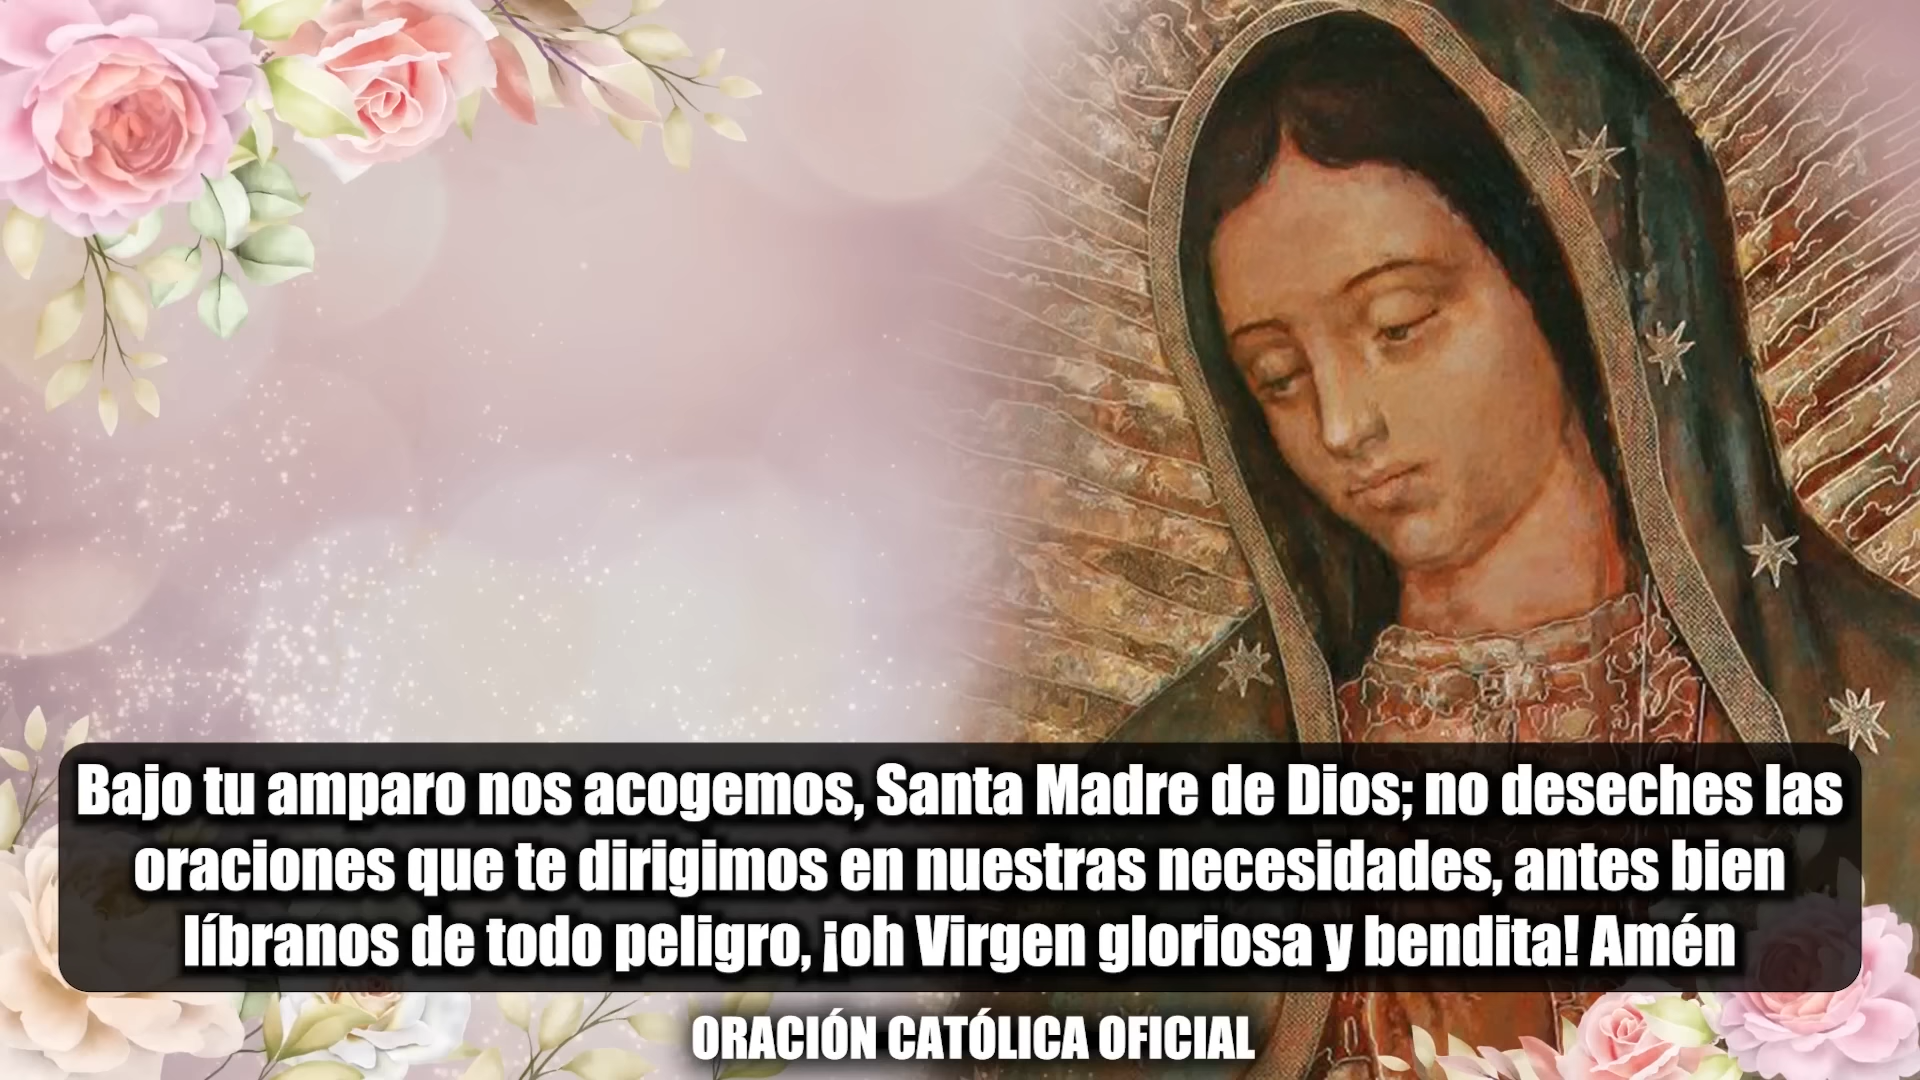 Bajo tu amparo nos acogemos, Santa Madre de Dios; no deseches las
oraciones que te dirigimos en nuestras necesidades, antes bien
líbranos de todo peligro, ¡oh Virgen gloriosa y bendita! Amén
ORACIÓN CATÓLICA OFICIAL